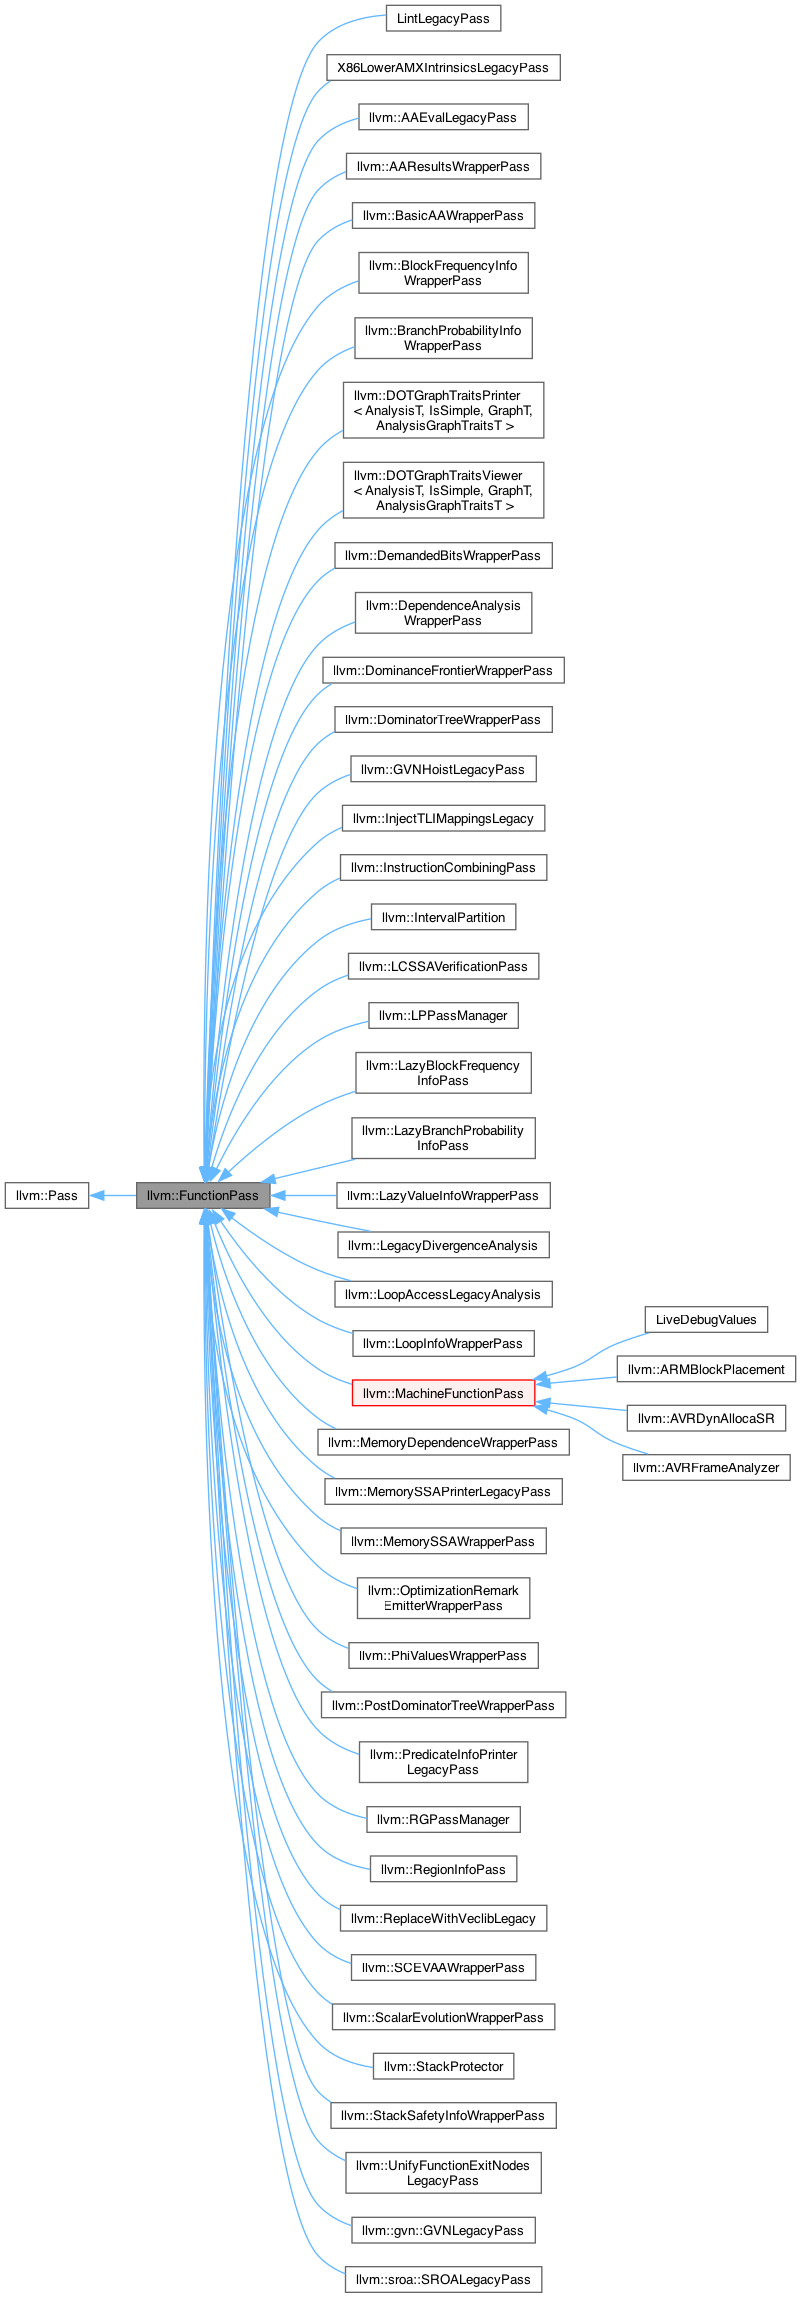 LintLegacyPass
X86LowerAMXIntrinsicsLegacyPass
llvm::AAEvalLegacyPass
llvm::AAResultsWrapperPass
llvm::BasicAAWrapperPass
llvm::BlockFrequencyInfo
WrapperPass
llvm::BranchProbabilityInfo
WrapperPass
llvm::DOTGraphTraitsPrinter
< AnalysisT, IsSimple, GraphT,
AnalysisGraphTraitsT >
llvm::DOTGraphTraitsViewer
< AnalysisT, IsSimple, GraphT,
AnalysisGraphTraitsT >
llvm::DemandedBitsWrapperPass
llvm::DependenceAnalysis
WrapperPass
llvm::DominanceFrontierWrapperPass
llvm::DominatorTreeWrapperPass
llvm::GVNHoistLegacyPass
llvm::InjectTLIMappingsLegacy
llvm::InstructionCombiningPass
llvm::IntervalPartition
llvm::LCSSAVerificationPass
llvm::LPPassManager
llvm::LazyBlockFrequency
InfoPass
llvm::LazyBranchProbability
InfoPass
llvm::Pass
llvm::FunctionPass
llvm::LazyValueInfoWrapperPass
llvm::LegacyDivergenceAnalysis
llvm::LoopAccessLegacyAnalysis
LiveDebugValues
llvm::LoopInfoWrapperPass
llvm::ARMBlockPlacement
llvm::MachineFunctionPass
llvm::AVRDynAllocaSR
llvm::MemoryDependenceWrapperPass
llvm::AVRFrameAnalyzer
llvm::MemorySSAPrinterLegacyPass
llvm::MemorySSAWrapperPass
llvm::OptimizationRemark
EmitterWrapperPass
llvm::PhiValuesWrapperPass
llvm::PostDominatorTreeWrapperPass
llvm::PredicateInfoPrinter
LegacyPass
llvm::RGPassManager
llvm::RegionInfoPass
llvm::ReplaceWithVeclibLegacy
llvm::SCEVAAWrapperPass
llvm::ScalarEvolutionWrapperPass
llvm::StackProtector
llvm::StackSafetyInfoWrapperPass
llvm::UnifyFunctionExitNodes
LegacyPass
llvm::gvn::GVNLegacyPass
llvm::sroa::SROALegacyPass